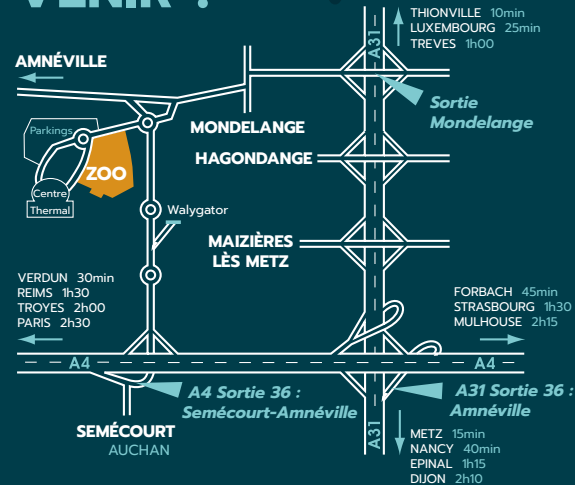 VENIR !
THIONVILLE 10min
LUXEMBOURG 25min
TREVES 1h00
A31
AMNÉVILLE
Sortie
Mondelange
Parkings
MONDELANGE
HAGONDANGE
ZOO
Centre
Thermal
Walygator
MAIZIÈRES
LÈS METZ
VERDUN 30min
REIMS 1h30
TROYES 2h00
PARIS 2h30
FORBACH 45min
STRASBOURG 1h30
MULHOUSE 2h15
A4
A4
A4 Sortie 36 :
Semécourt-Amnéville
A31 Sortie 36 :
Amnéville
SEMÉCOURT
AUCHAN
A31
METZ 15min
NANCY 40min
EPINAL 1h15
DIJON 2h10